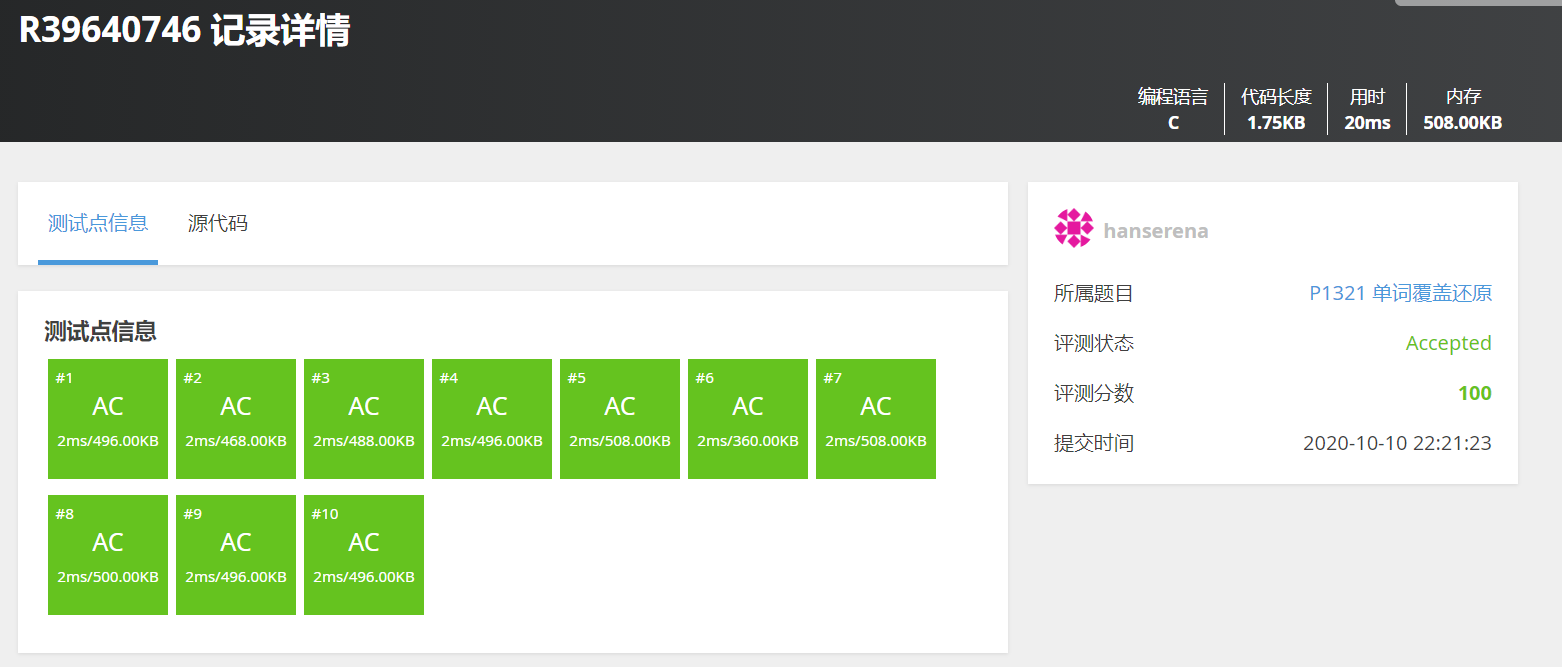 R39640746 记录详情
编程语言 代码长度 用时 内存
C 1.75KB 20ms 508.00KB
测试点信息 源代码
测试点信息
#1 #2 #3 #4 #5 #6 #7
AC AC AC AC AC AC AC
2ms/496.00KB 2ms/468.00KB 2ms/488.00KB 2ms/496.00KB 2ms/508.00KB 2ms/360.00KB 2ms/508.00KB
#8 #9 #10
AC AC AC
2ms/500.00KB 2ms/496.00KB 2ms/496.00KB
hanserena
所属题目 P1321 单词覆盖还原
评测状态 Accepted
评测分数 100
提交时间 2020-10-10 22:21:23